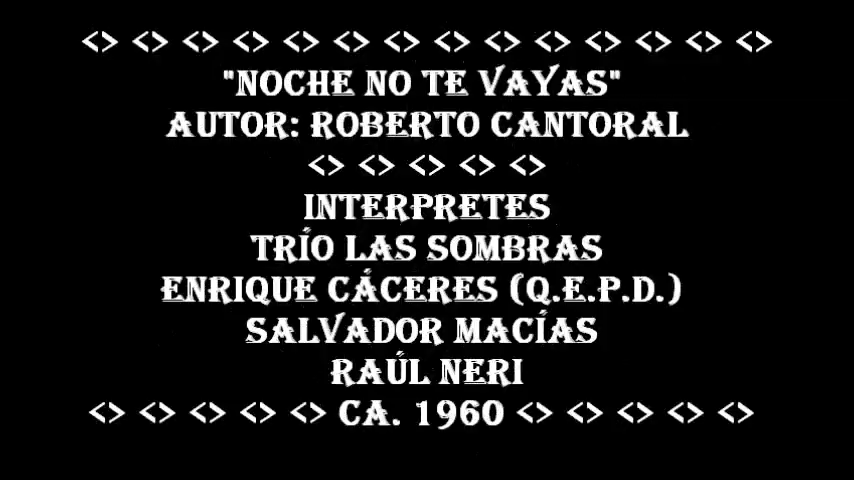 <> <> <> <> <> <> <> <> <> <> <> <> <> <>
"NOCHE NO TE VAYAS"
AUTOR: ROBERTO CANTORAL
<> <> <> <> <>
INTERPRETES
TRÍO LAS SOMBRAS
ENRIQUE CÁCERES (Q.E.P.D.)
SALVADOR MACÍAS
RAÚL NERI
<> <> <> <> <> CA. 1960 <> <> <> <> <>